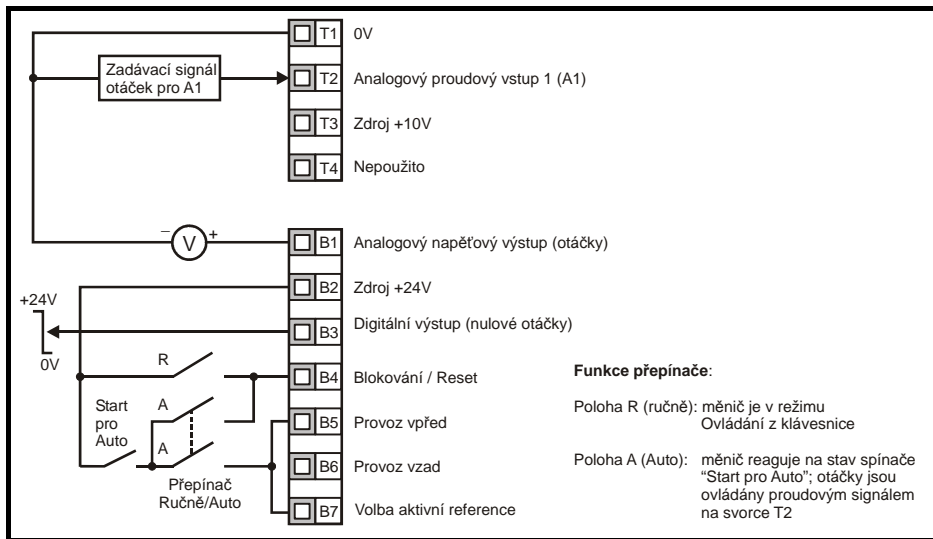 T1 0V
Zadávací signál
otáček pro A1
T2 Analogový proudový vstup 1 (A1)
T3 Zdroj +10V
T4 Nepoužito
− V +
B1 Analogový napěťový výstup (otáčky)
B2 Zdroj +24V
+24V
0V
B3 Digitální výstup (nulové otáčky)
R
B4 Blokování / Reset
Start
pro
Auto
A
A
B5 Provoz vpřed
B6 Provoz vzad
Přepínač
Ručně/Auto
B7 Volba aktivní reference
Funkce přepínače:
Poloha R (ručně): měnič je v režimu
Ovládání z klávesnice
Poloha A (Auto): měnič reaguje na stav spínače
“Start pro Auto”; otáčky jsou
ovládány proudovým signálem
na svorce T2